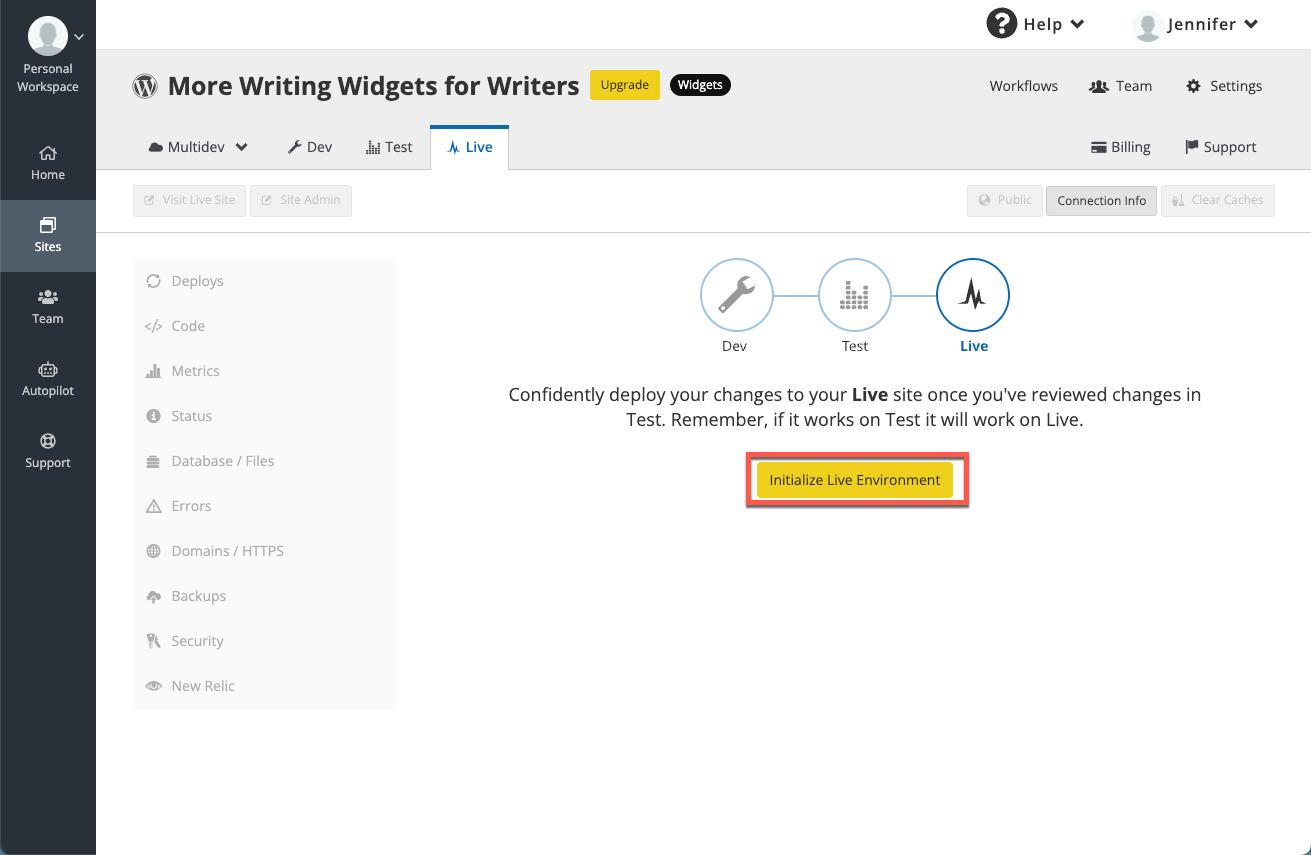 Help
Jennifer
Personal
Workspace
More Writing Widgets for Writers
Upgrade
Widgets
Workflows
Team
Settings
Multidev
Dev
Test
Live
Billing
Support
Home
Sites
Team
Autopilot
Support
Visit Live Site
Site Admin
Public
Connection Info
Clear Caches
Deploys
Code
Metrics
Status
Database / Files
Errors
Domains / HTTPS
Backups
Security
New Relic
Dev
Test
Live
Confidently deploy your changes to your Live site once you've reviewed changes in
Test. Remember, if it works on Test it will work on Live.
Initialize Live Environment